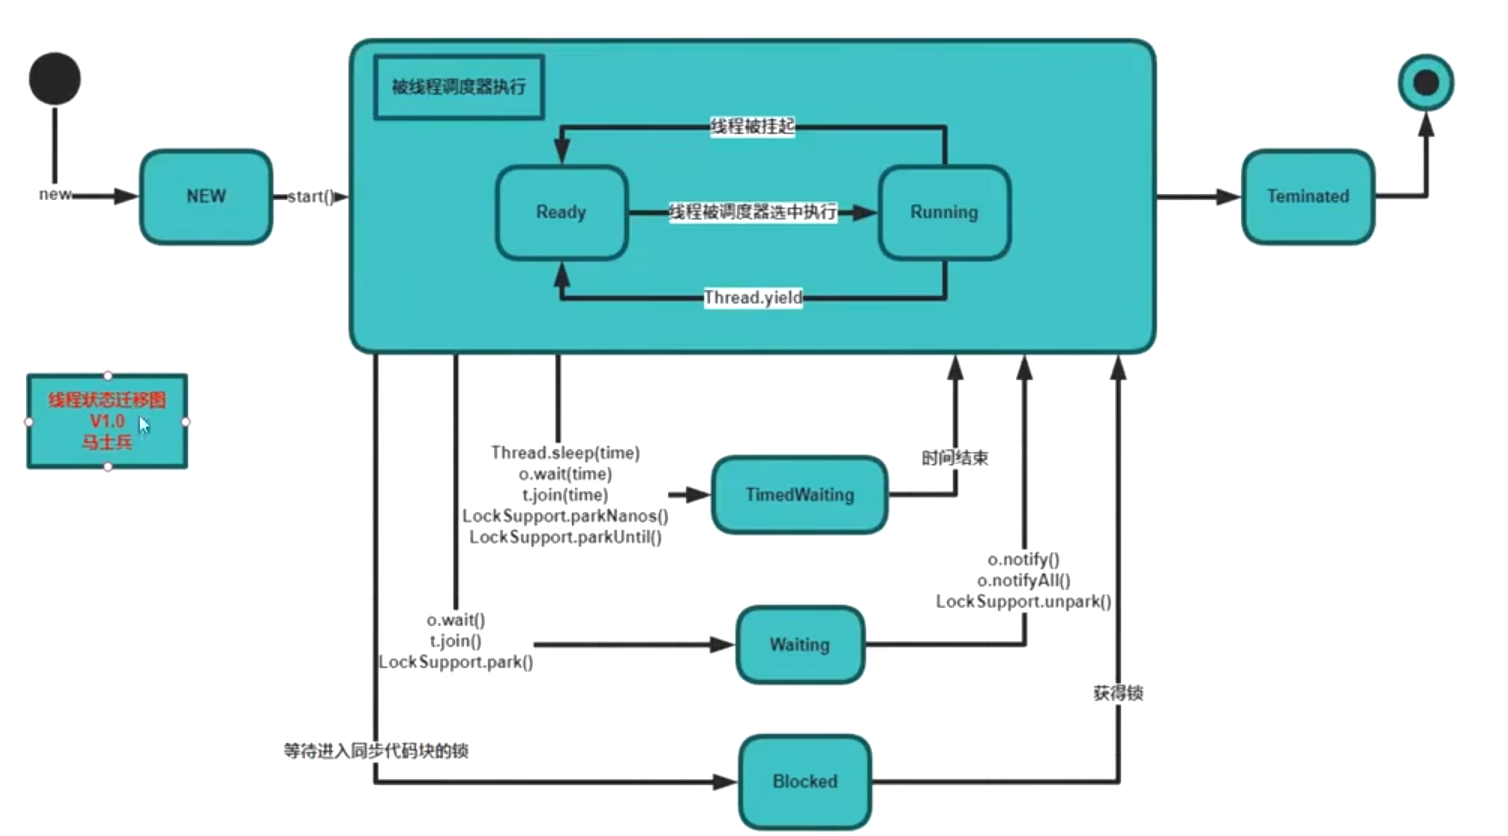 被线程调度器执行
线程被挂起
new
NEW
start()
Ready
线程被调度器选中执行
Running
Teminated
Thread.yield
线程状态迁移图
V1.0
马士兵
Thread.sleep(time)
o.wait(time)
t.join(time)
LockSupport.parkNanos()
LockSupport.parkUntil()
TimedWaiting
时间结束
o.notify()
o.notifyAll()
LockSupport.unpark()
o.wait()
t.join()
LockSupport.park()
Waiting
获得锁
等待进入同步代码块的锁
Blocked